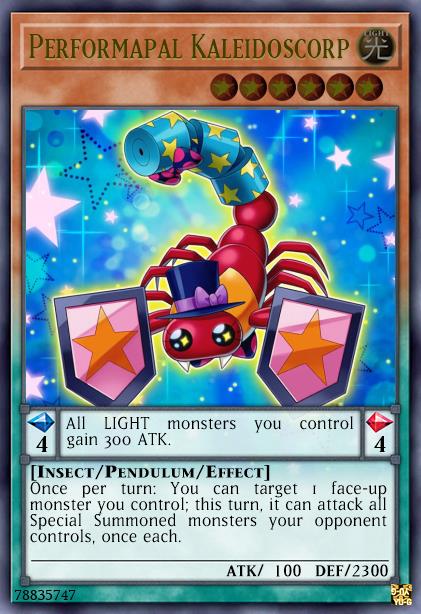 PERFORMAPAL KALEIDOSCORP
LIGHT
光
All LIGHT monsters you control
gain 300 ATK.
4
4
[INSECT/PENDULUM/EFFECT]
Once per turn: You can target 1 face-up
monster you control; this turn, it can attack all
Special Summoned monsters your opponent
controls, once each.
ATK/ 100 DEF/2300
78835747